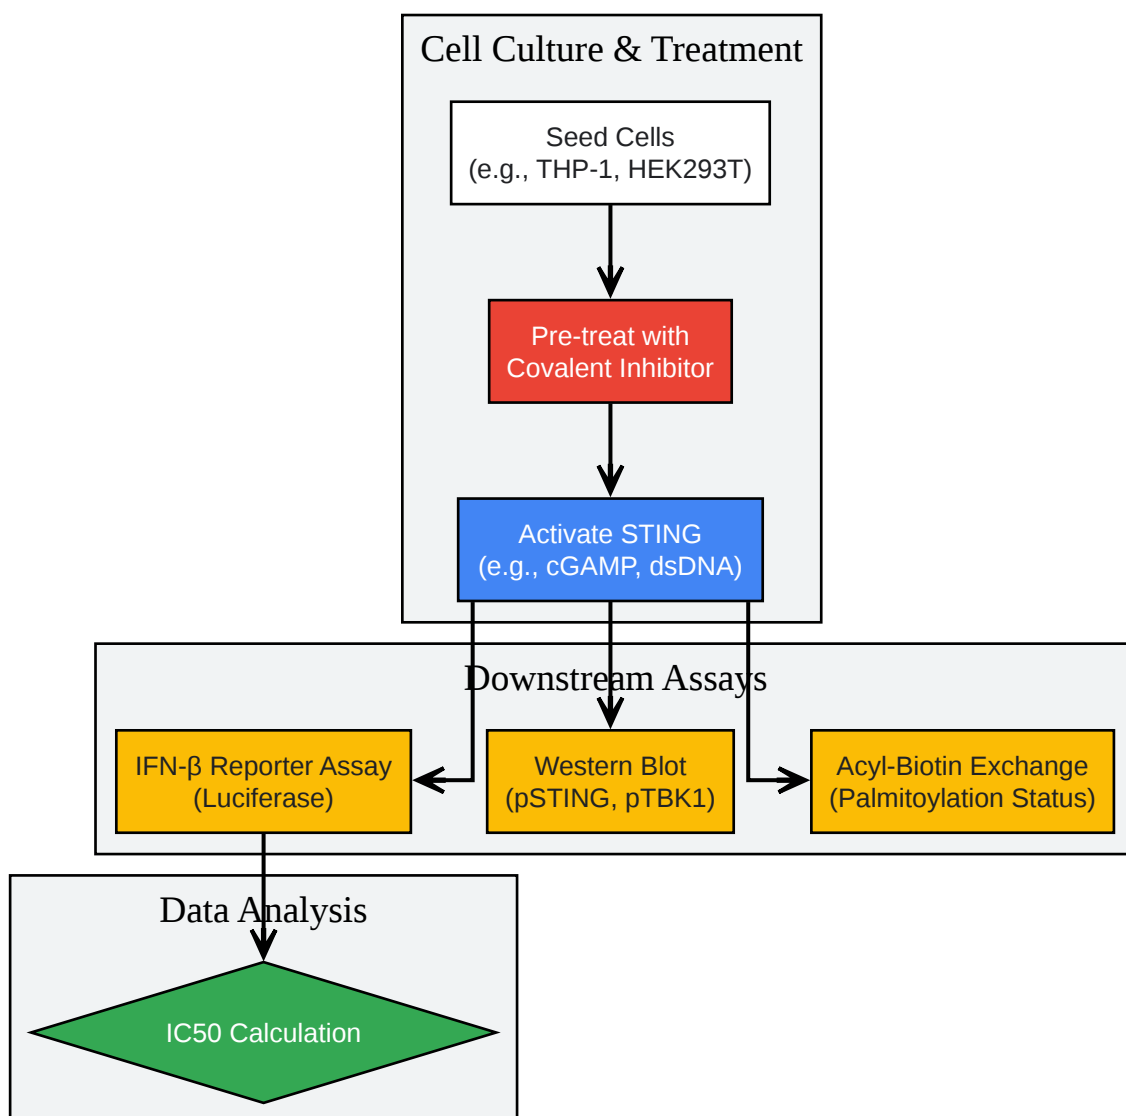 Cell Culture & Treatment
Seed Cells
(e.g., THP-1, HEK293T)
Pre-treat with
Covalent Inhibitor
Activate STING
(e.g., cGAMP, dsDNA)
Downstream Assays
IFN-β Reporter Assay
(Luciferase)
Western Blot
(pSTING, pTBK1)
Acyl-Biotin Exchange
(Palmitoylation Status)
Data Analysis
IC50 Calculation